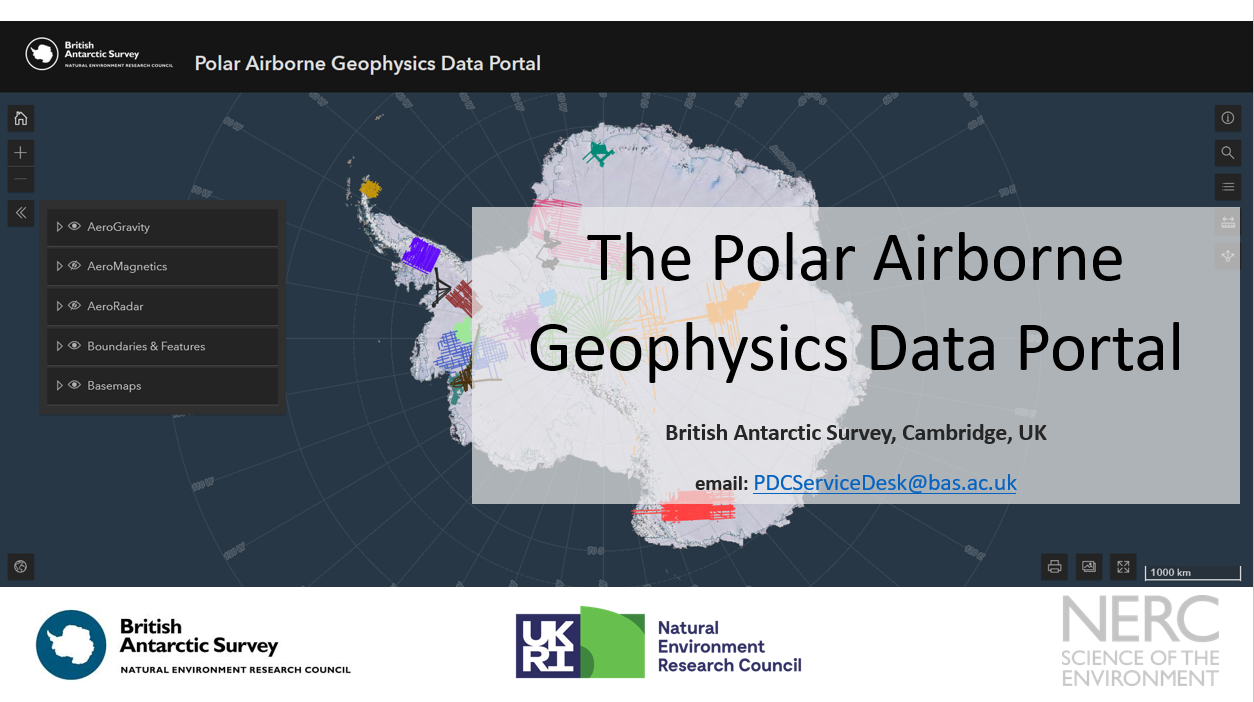 British
Antarctic Survey
NATURAL ENVIRONMENT RESEARCH COUNCIL
Polar Airborne Geophysics Data Portal
AeroGravity
AeroMagnetics
AeroRadar
Boundaries & Features
Basemaps
The Polar Airborne
Geophysics Data Portal
British Antarctic Survey, Cambridge, UK
email: PDCServiceDesk@bas.ac.uk
1000 km
British
Antarctic Survey
NATURAL ENVIRONMENT RESEARCH COUNCIL
UK
RI
Natural
Environment
Research Council
NERC
SCIENCE OF THE
ENVIRONMENT